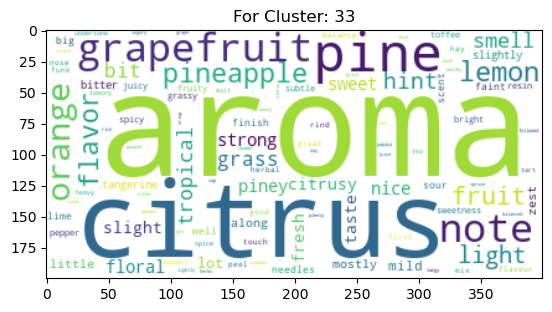 For Cluster: 33
0
25
50
75
100
125
150
175
0
50
100
150
200
250
300
350
big
grapefruit
pine
toffee
smell
hay
slightly
nose
funk
bit
pineapple
hint
lemon
bitter
juicy
fruity
malt
sweet
scent
faint
resin
orange
flavor
grassy
subtle
aroma
spicy
finish
rind
bright
strong
great
tropical
grass
herbal
piney
citrusy
nice
sour
fruit
tart
tangerine
heavy
sweetness
zest
lime
citrus
taste
note
pepper
slight
along
well
good
fresh
first
spice
touch
light
little
floral
lot
peel
needles
mostly
mild
mix
flavour
tangy
balance
balanced
lemony
followed